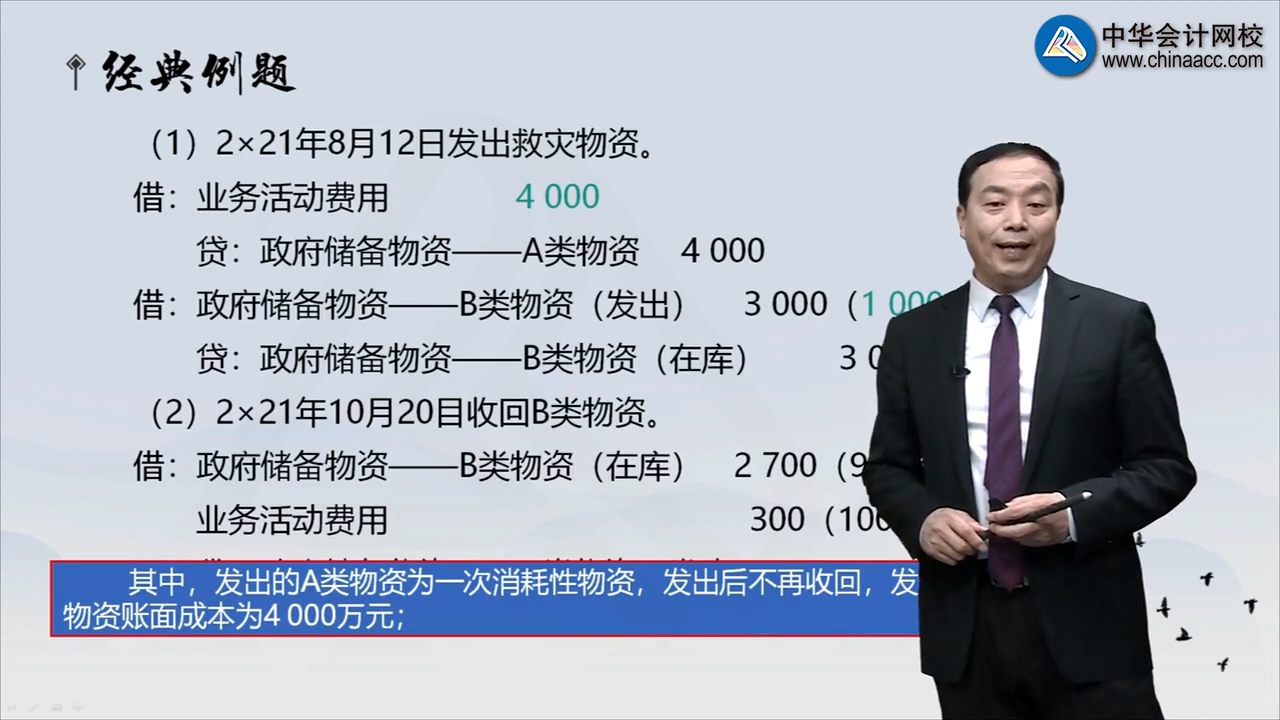 中华会计网校
www.chinaacc.com
经典例题
（1）2×21年8月12日发出救灾物资。
借：业务活动费用 4 000
贷：政府储备物资——A类物资 4 000
借：政府储备物资——B类物资（发出） 3 000（1 000
贷：政府储备物资——B类物资（在库） 3 0
（2）2×21年10月20目收回B类物资。
借：政府储备物资——B类物资（在库） 2 700（9
业务活动费用 300（100
其中，发出的A类物资为一次消耗性物资，发出后不再收回，发
物资账面成本为4 000万元；